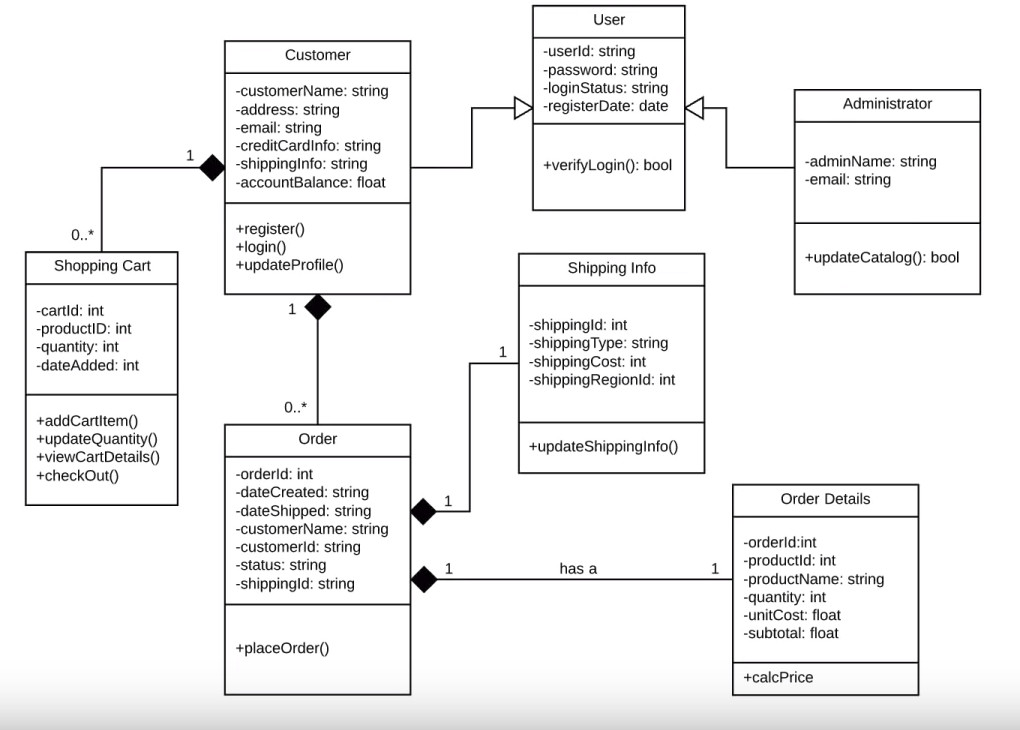 User
-userId: string
-password: string
-loginStatus: string
-registerDate: date
+verifyLogin(): bool
Customer
-customerName: string
-address: string
-email: string
-creditCardInfo: string
-shippingInfo: string
-accountBalance: float
+register()
+login()
+updateProfile()
Administrator
-adminName: string
-email: string
+updateCatalog(): bool
1
0..*
Shopping Cart
-cartId: int
-productID: int
-quantity: int
-dateAdded: int
+addCartItem()
+updateQuantity()
+viewCartDetails()
+checkOut()
1
0..*
Order
-orderId: int
-dateCreated: string
-dateShipped: string
-customerName: string
-customerId: string
-status: string
-shippingId: string
+placeOrder()
Shipping Info
-shippingId: int
-shippingType: string
-shippingCost: int
-shippingRegionId: int
+updateShippingInfo()
1
1
1
has a
1
Order Details
-orderId:int
-productId: int
-productName: string
-quantity: int
-unitCost: float
-subtotal: float
+calcPrice